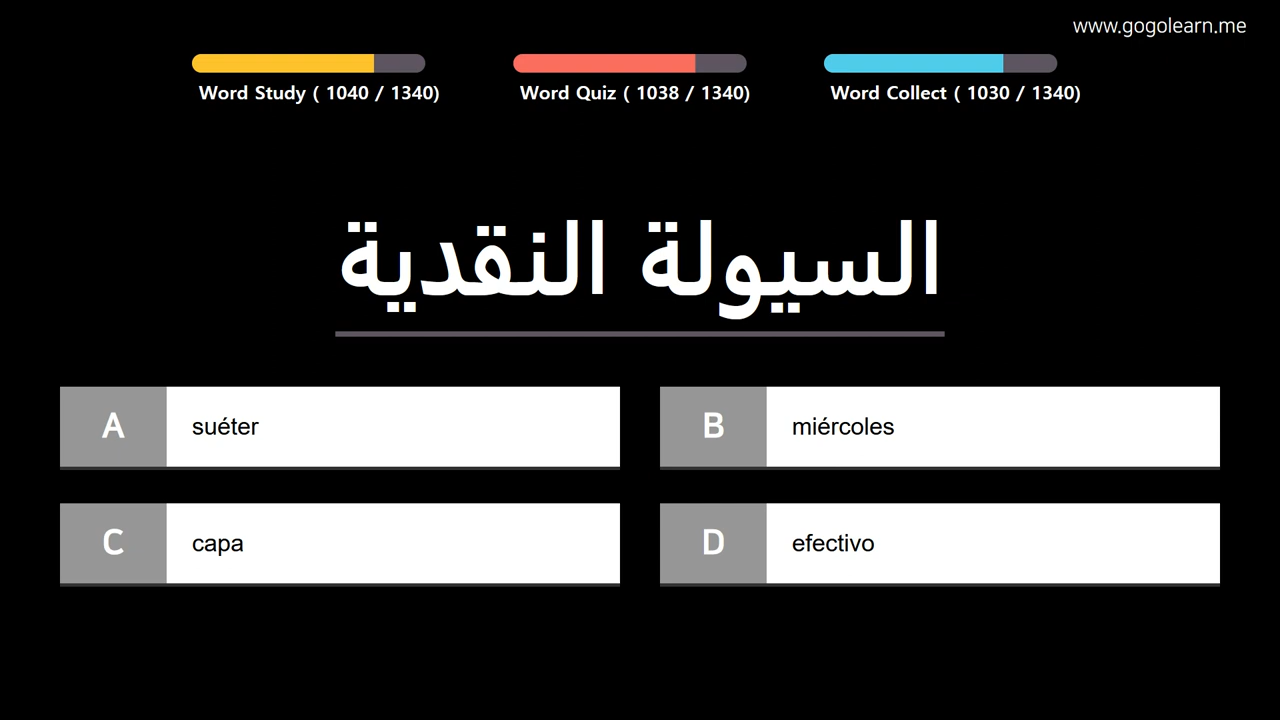 www.gogolearn.me
Word Study ( 1040 / 1340)
Word Quiz ( 1038 / 1340)
Word Collect ( 1030 / 1340)
السيولة النقدية
A suéter
B miércoles
C capa
D efectivo